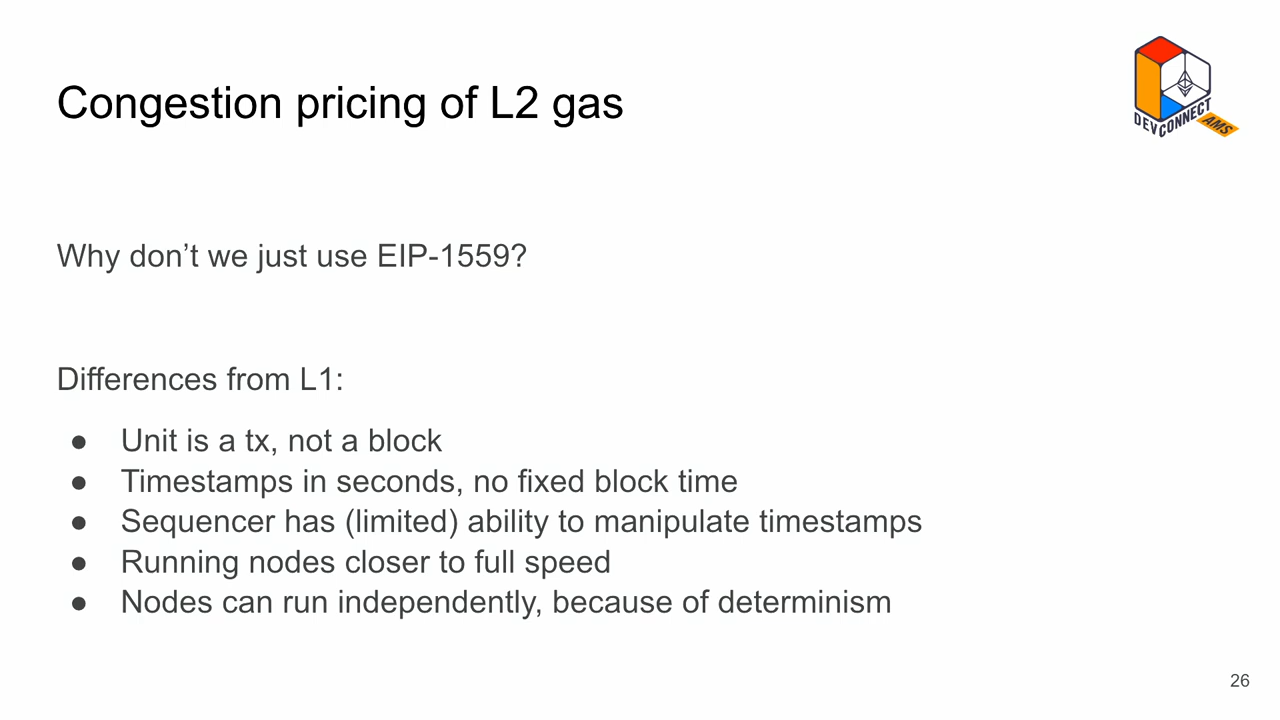 Congestion pricing of L2 gas
DEVCONNECT
AMS
Why don’t we just use EIP-1559?
Differences from L1:
● Unit is a tx, not a block
● Timestamps in seconds, no fixed block time
● Sequencer has (limited) ability to manipulate timestamps
● Running nodes closer to full speed
● Nodes can run independently, because of determinism
26